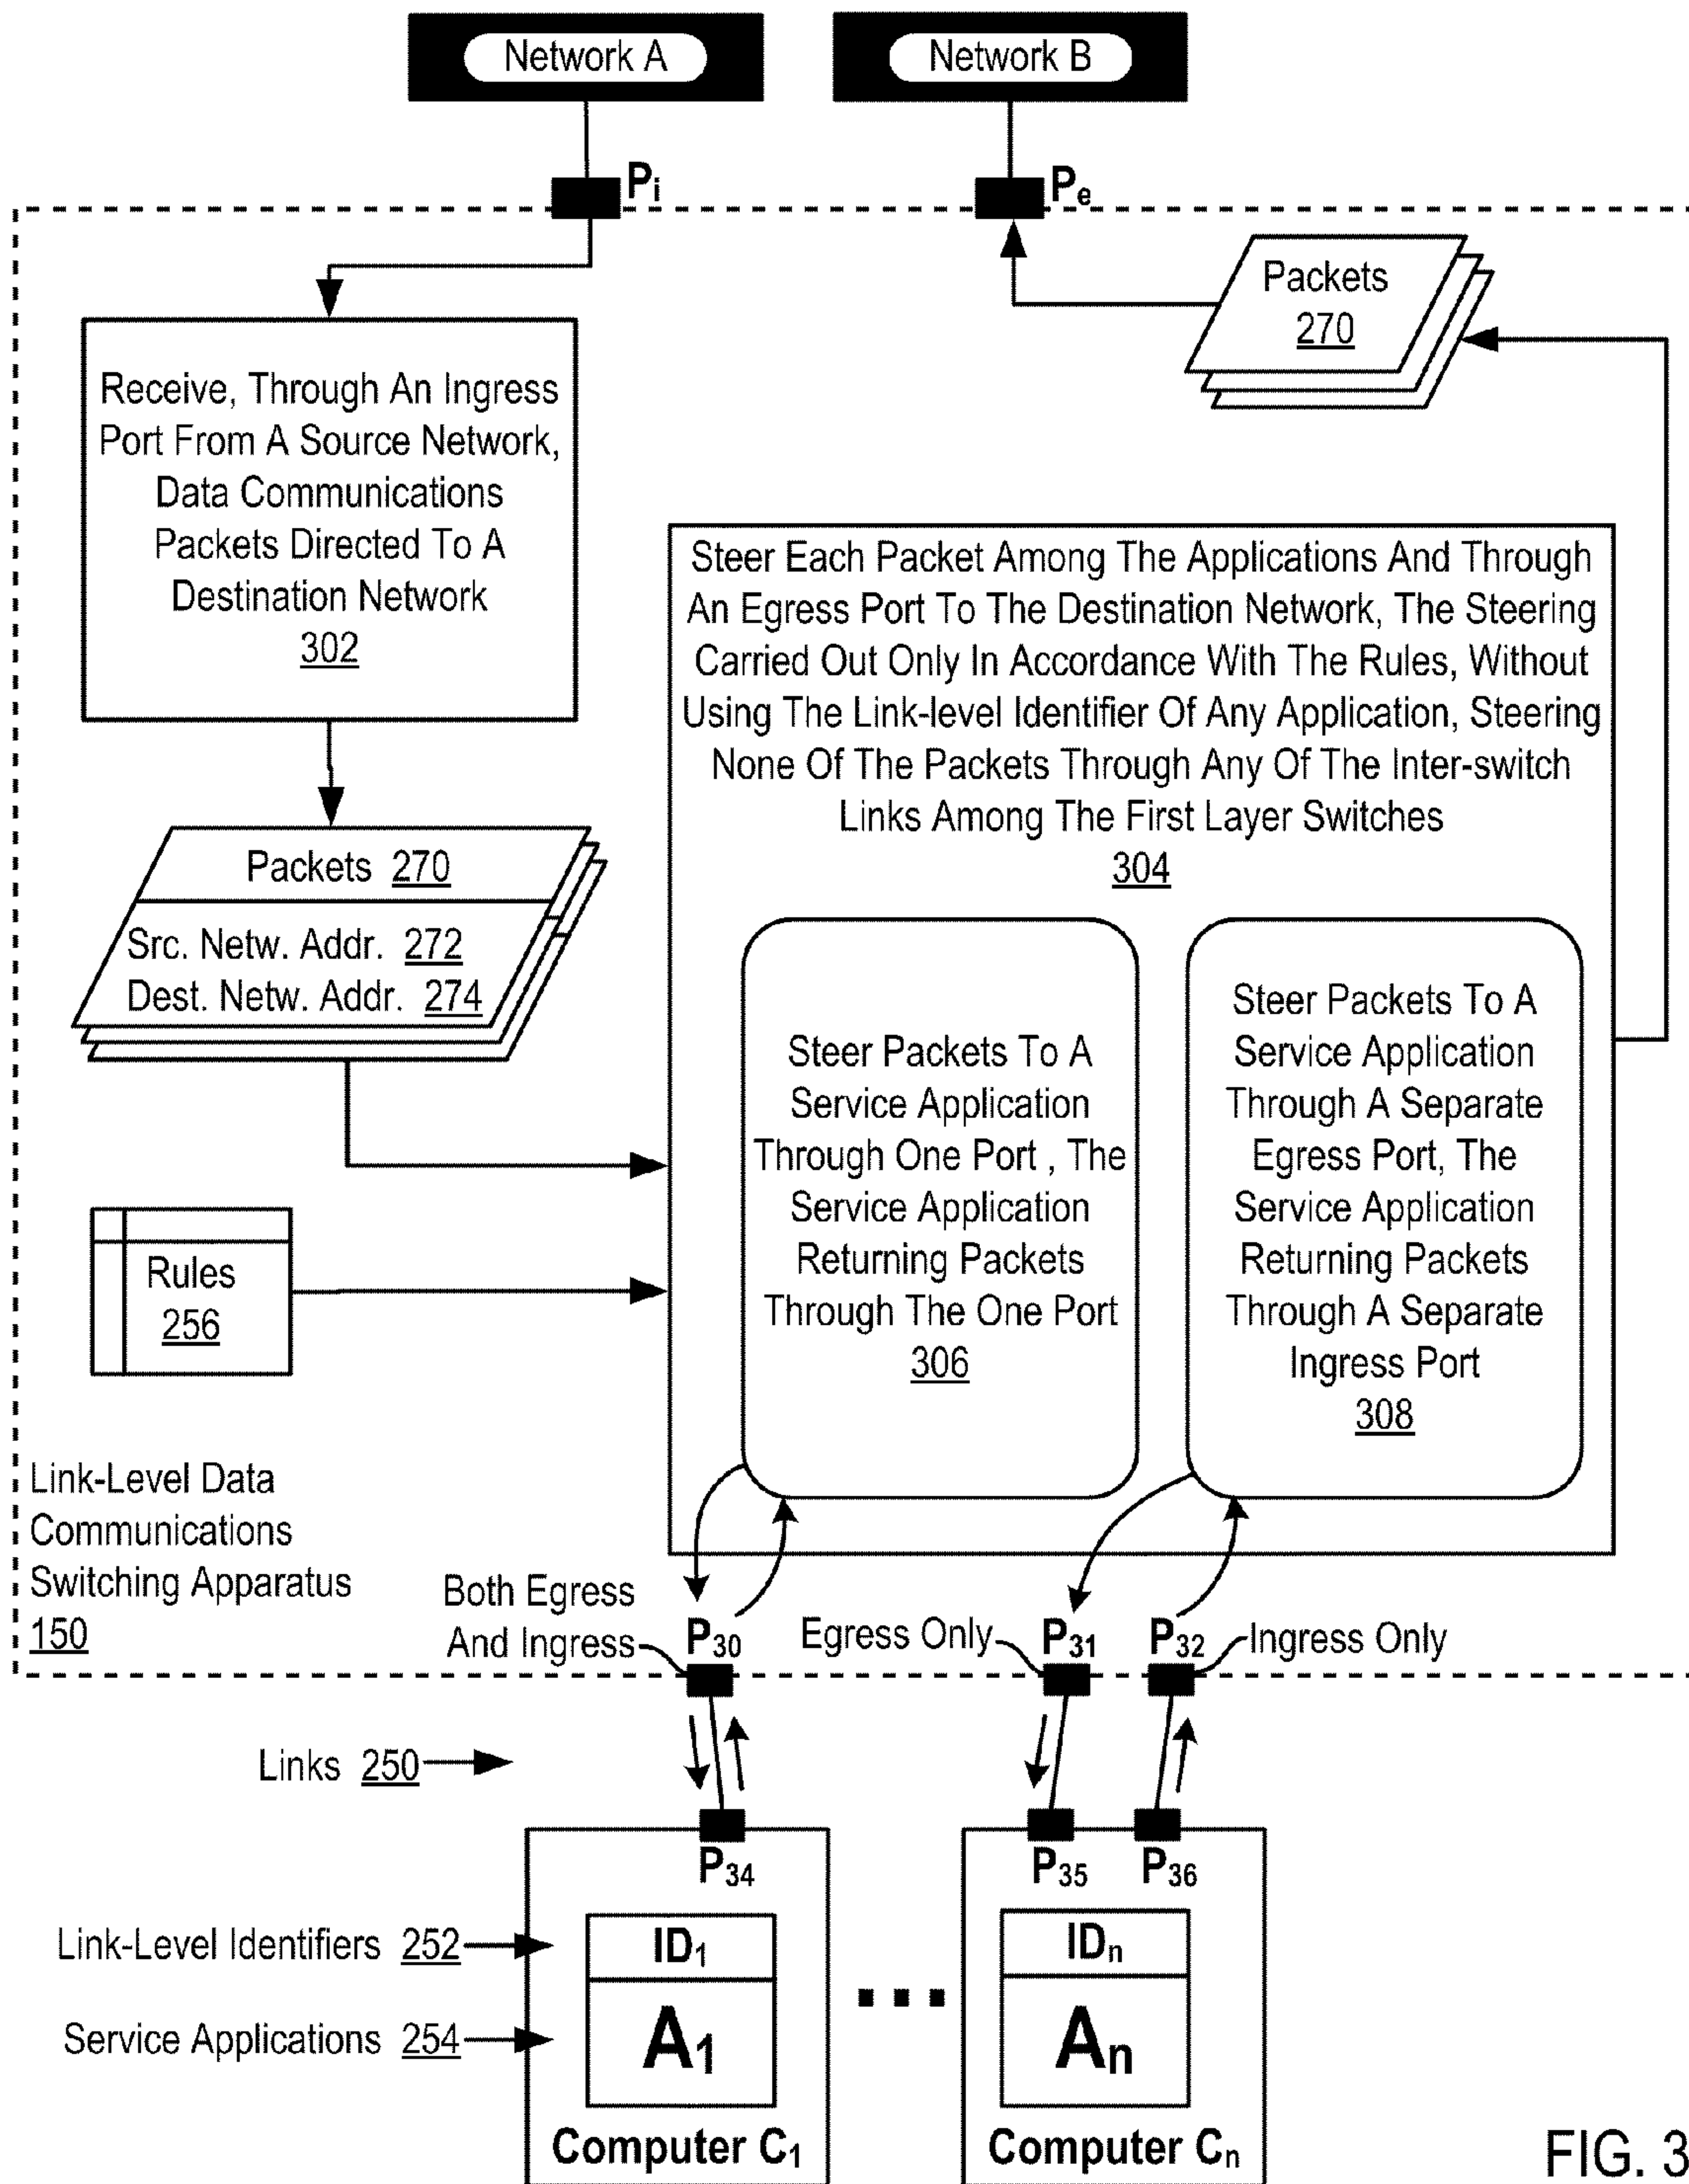 Network A
Network B
Pi
Pe
Packets
270
Receive, Through An Ingress
Port From A Source Network,
Data Communications
Packets Directed To A
Destination Network
302
Steer Each Packet Among The Applications And Through
An Egress Port To The Destination Network, The Steering
Carried Out Only In Accordance With The Rules, Without
Using The Link-level Identifier Of Any Application, Steering
None Of The Packets Through Any Of The Inter-switch
Links Among The First Layer Switches
304
Packets 270
Src. Netw. Addr. 272
Dest. Netw. Addr. 274
Steer Packets To A
Service Application
Through One Port , The
Service Application
Returning Packets
Through The One Port
306
Steer Packets To A
Service Application
Through A Separate
Egress Port, The
Service Application
Returning Packets
Through A Separate
Ingress Port
308
Rules
256
Link-Level Data
Communications
Switching Apparatus
150
Both Egress
And Ingress
P30
Egress Only
P31
P32
Ingress Only
Links 250
P34
P35
P36
Link-Level Identifiers 252
ID1
IDn
Service Applications 254
A1
An
Computer C1
Computer Cn
FIG. 3